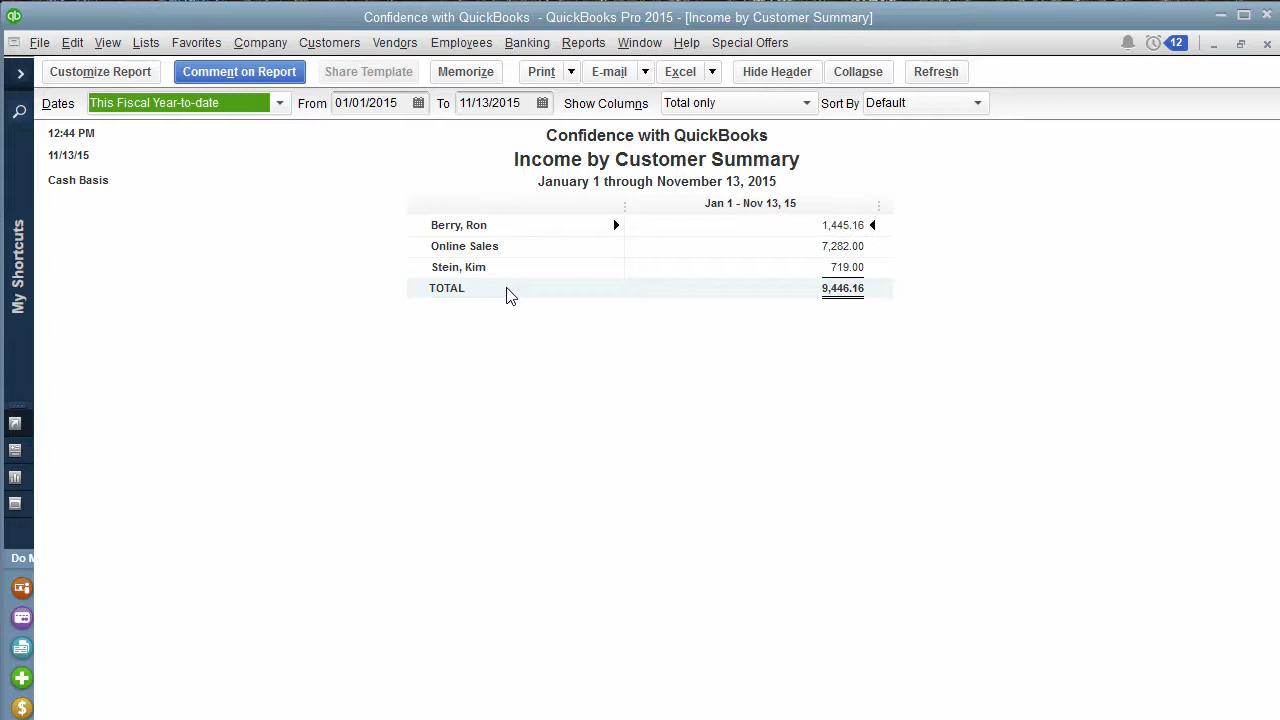 Confidence with QuickBooks - QuickBooks Pro 2015 - [Income by Customer Summary]
File Edit View Lists Favorites Company Customers Vendors Employees Banking Reports Window Help Special Offers 12
Customize Report Comment on Report Share Template Memorize Print E-mail Excel Hide Header Collapse Refresh
Dates This Fiscal Year-to-date From 01/01/2015 To 11/13/2015 Show Columns Total only Sort By Default
12:44 PM
11/13/15
Cash Basis
Confidence with QuickBooks
Income by Customer Summary
January 1 through November 13, 2015
Jan 1 - Nov 13, 15
Berry, Ron 1,445.16
Online Sales 7,282.00
Stein, Kim 719.00
TOTAL 9,446.16
My Shortcuts
Do M